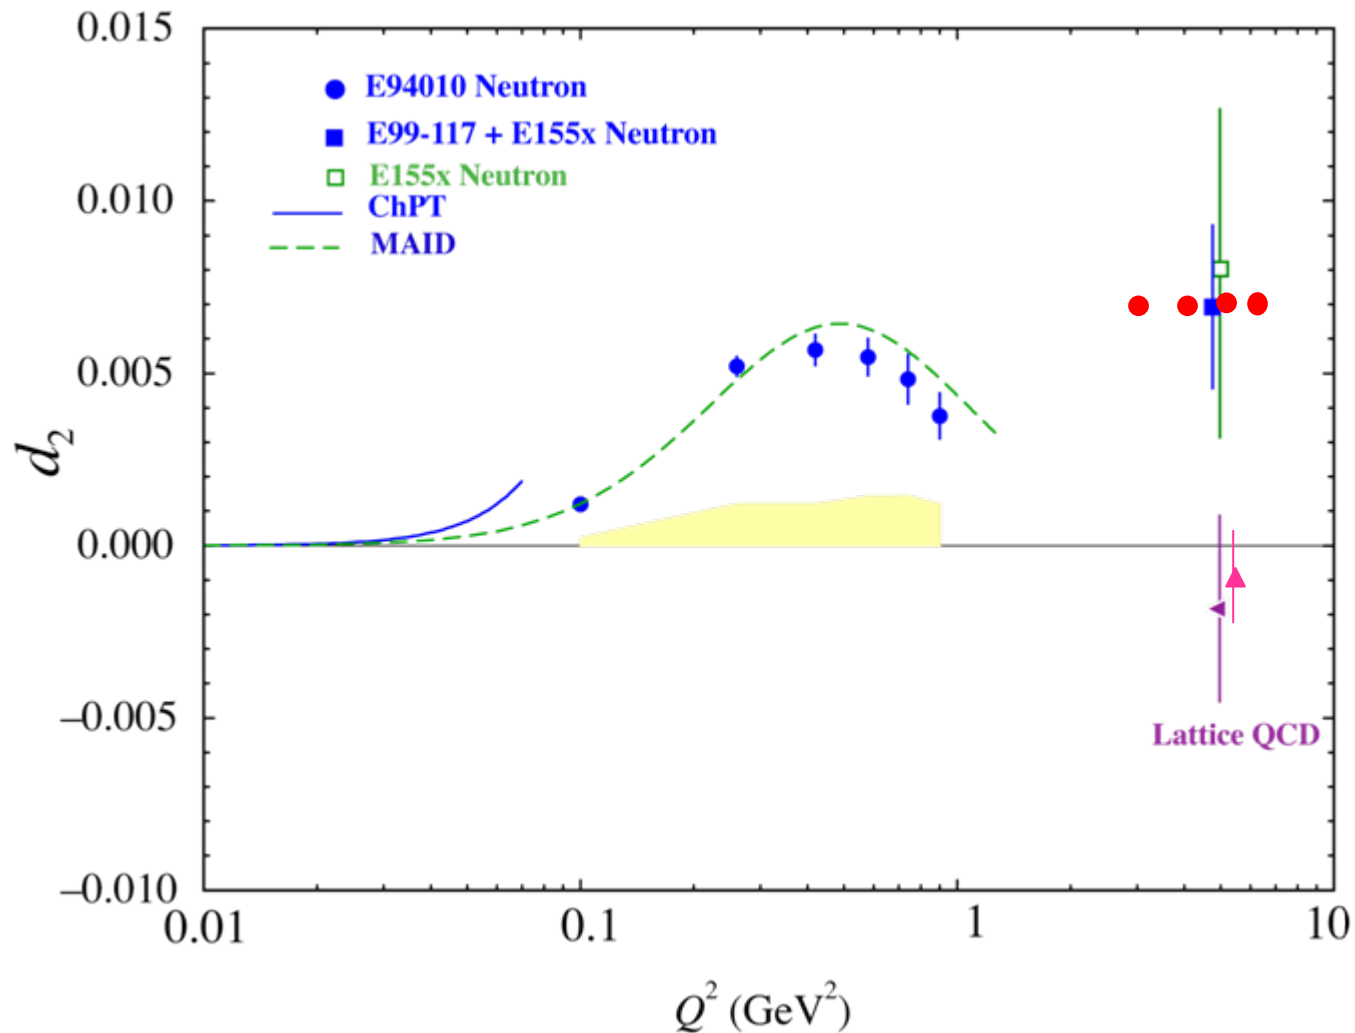 0.015
E94010 Neutron
E99-117 + E155x Neutron
E155x Neutron
0.010
ChPT
MAID
0.005
d₂
0.000
–0.005
Lattice QCD
–0.010
0.01 0.1 1 10
Q² (GeV²)